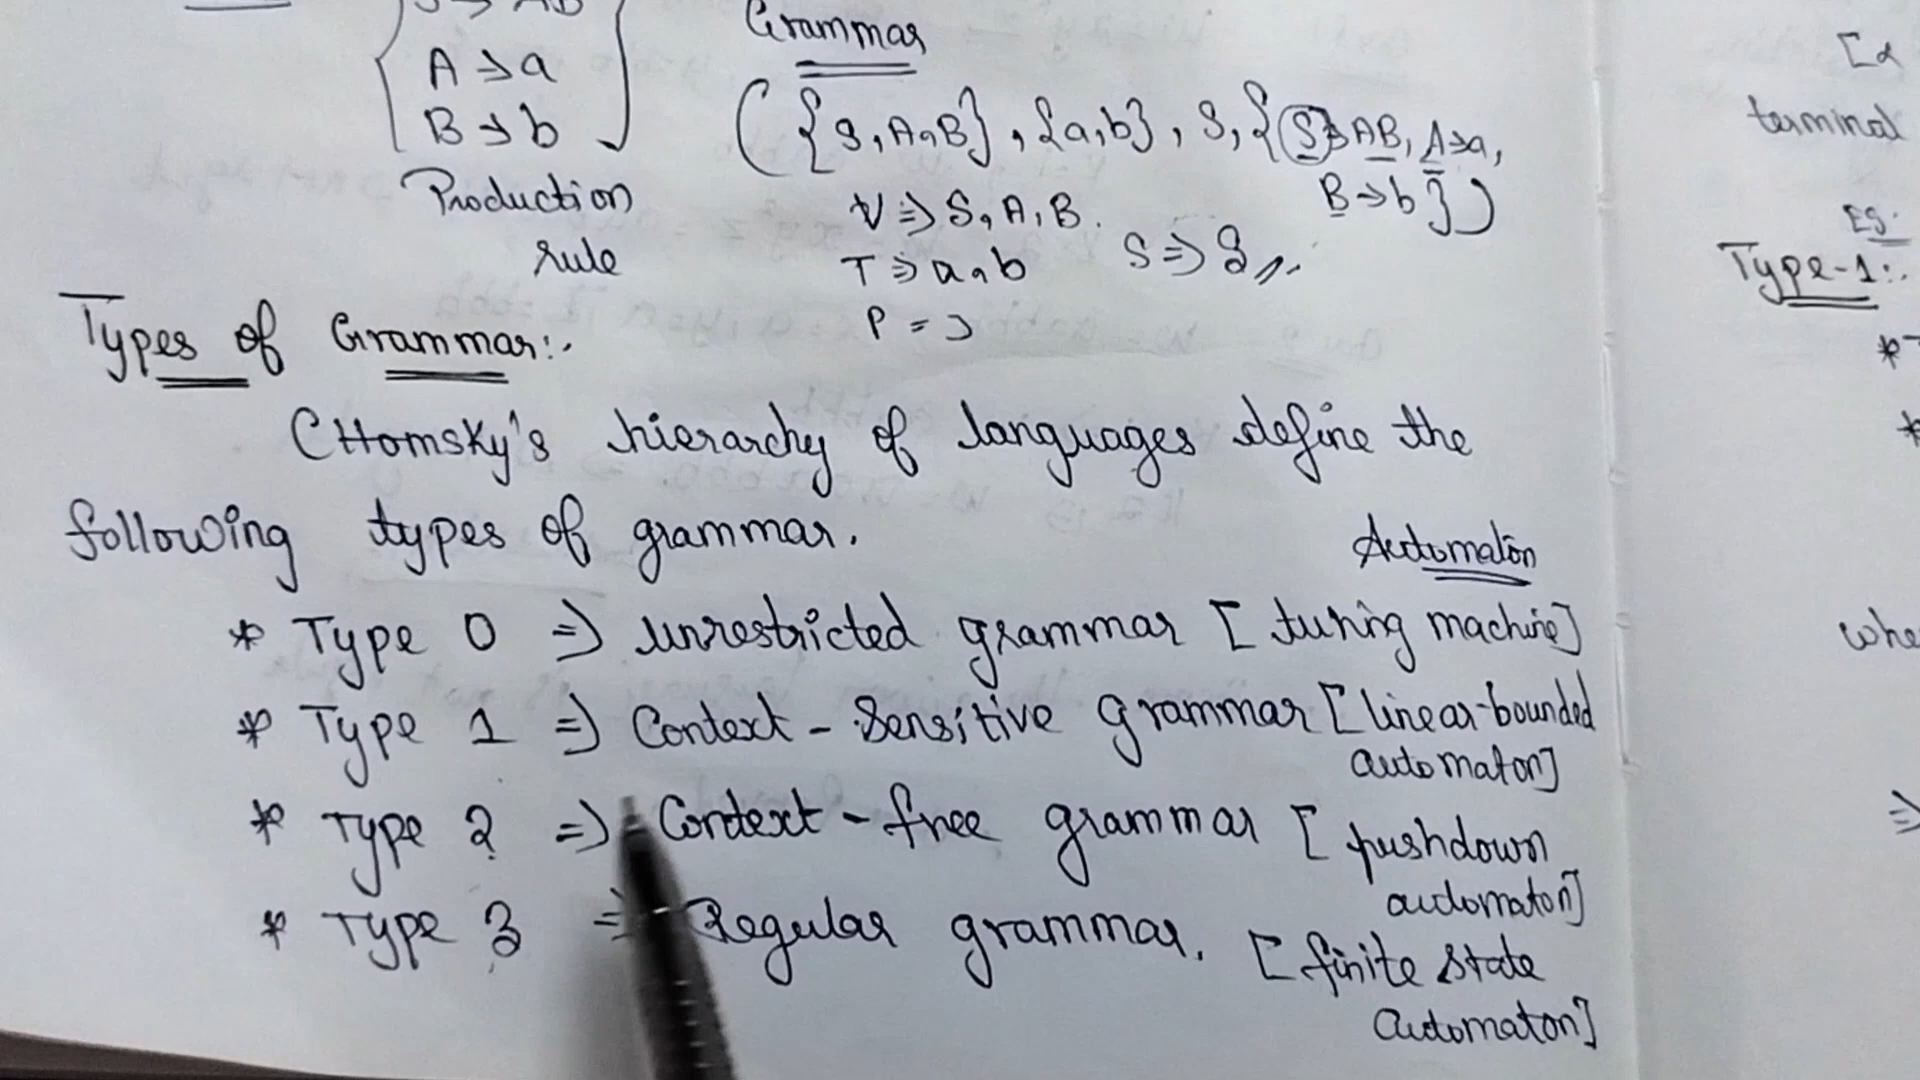 S → AB
A → a
B → b
Production
rule
Grammar
({S, A, B}, {a, b}, S, {S → AB, A → a,
B → b})
V ⇒ S, A, B.
T ⇒ a, b
S ⇒ S
P =
Types of Grammar:-
CHomsky's hierarchy of languages define the
following types of grammar.
Automaton
* Type 0 ⇒ unrestricted grammar [ turing machine]
* Type 1 ⇒ Context - Sensitive grammar [ linear-bounded
automaton]
* Type 2 ⇒ Context - free grammar [ pushdown
automaton]
* Type 3 ⇒ Regular grammar. [ finite state
automaton]
[α
terminal
Eg:
Type-1:-
*
*
⇒